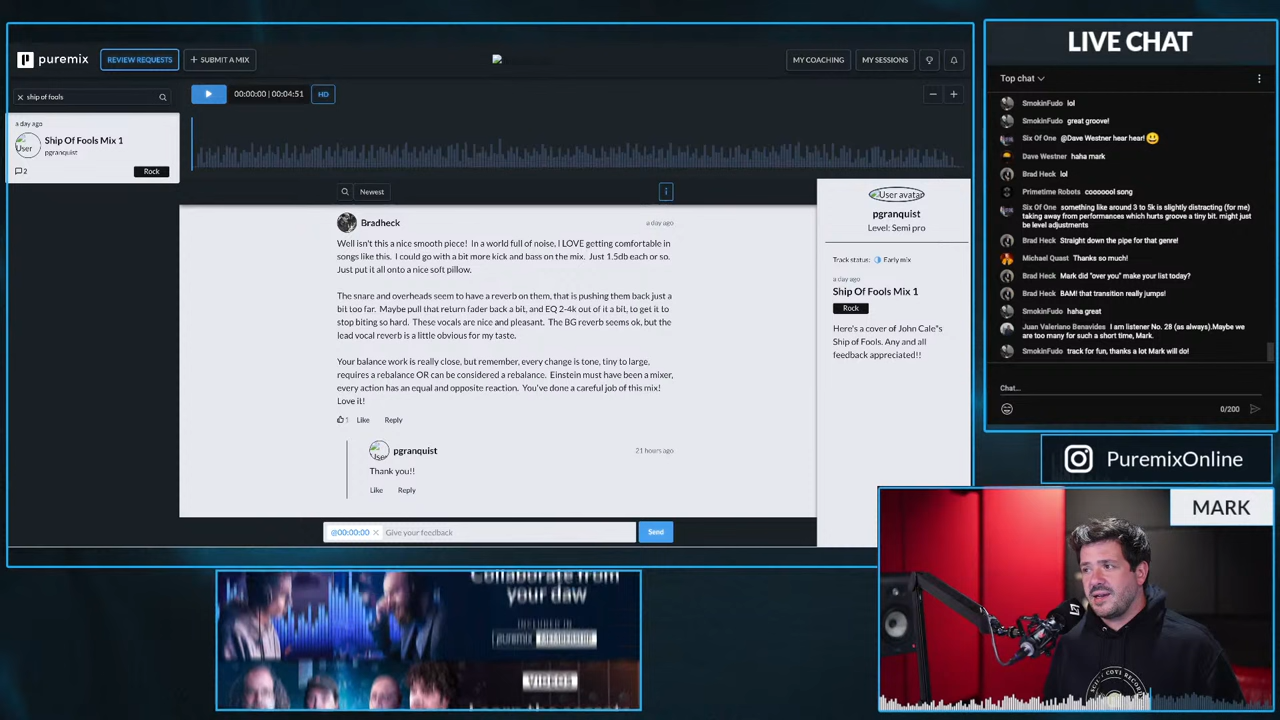 puremix
REVIEW REQUESTS
+ SUBMIT A MIX
MY COACHING
MY SESSIONS
ship of fools
00:00:00 | 00:04:51
HD
a day ago
Ship Of Fools Mix 1
User
pgranquist
2
Rock
Newest
Bradheck
a day ago
Well isn't this a nice smooth piece! In a world full of noise, I LOVE getting comfortable in
songs like this. I could go with a bit more kick and bass on the mix. Just 1.5db each or so.
Just put it all onto a nice soft pillow.
The snare and overheads seem to have a reverb on them, that is pushing them back just a
bit too far. Maybe pull that return fader back a bit, and EQ 2-4k out of it a bit, to get it to
stop biting so hard. These vocals are nice and pleasant. The BG reverb seems ok, but the
lead vocal reverb is a little obvious for my taste.
Your balance work is really close, but remember, every change is tone, tiny to large.
requires a rebalance OR can be considered a rebalance. Einstein must have been a mixer,
every action has an equal and opposite reaction. You've done a careful job of this mix!
Love it!
1 Like Reply
pgranquist
21 hours ago
Thank you!!
Like Reply
@00:00:00 × Give your feedback
Send
User avatar
pgranquist
Level: Semi pro
Track status: Early mix
a day ago
Ship Of Fools Mix 1
Rock
Here's a cover of John Cale"s
Ship of Fools. Any and all
feedback appreciated!!
LIVE CHAT
Top chat
SmokinFudo lol
SmokinFudo great groove!
Six Of One @Dave Westner hear hear! 😃
Dave Westner haha mark
Brad Heck lol
Primetime Robots cooooool song
Six Of One something like around 3 to 5k is slightly distracting (for me)
taking away from performances which hurts groove a tiny bit. might just
be level adjustments
Brad Heck Straight down the pipe for that genre!
Michael Quast Thanks so much!
Brad Heck Mark did "over you" make your list today?
Brad Heck BAM! that transition really jumps!
SmokinFudo haha great
Juan Valeriano Benavides I am listener No. 28 (as always).Maybe we
are too many for such a short time, Mark.
SmokinFudo track for fun, thanks a lot Mark will do!
Chat...
0/200
PuremixOnline
MARK
Collaborate from
your daw
VIDEOS